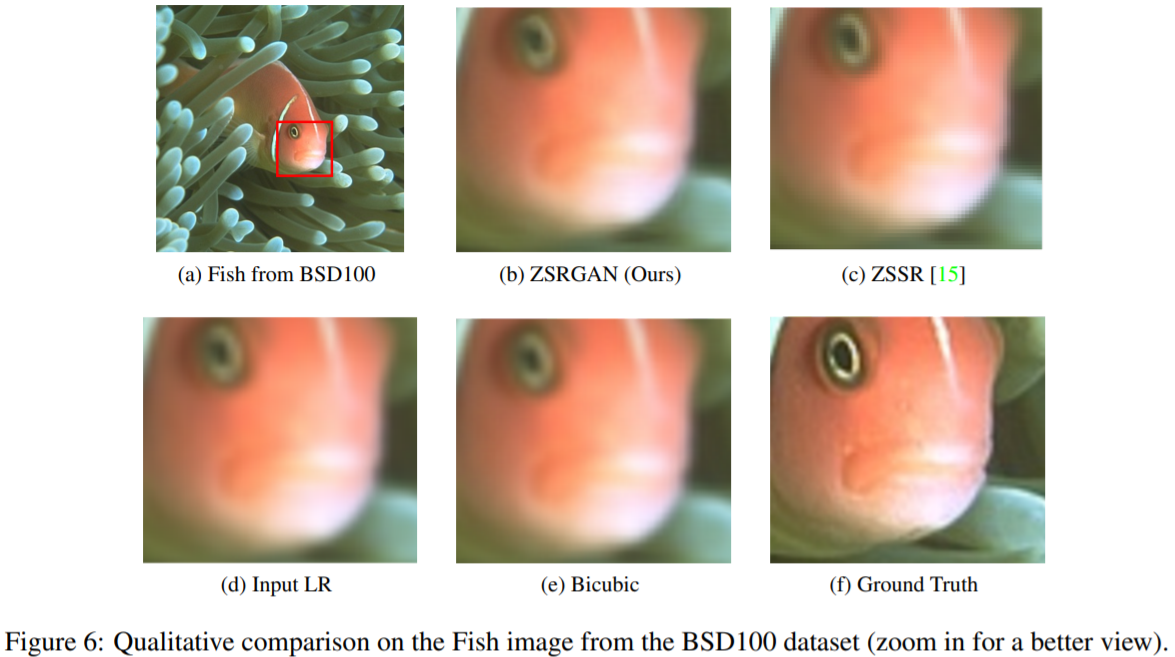 (a) Fish from BSD100
(b) ZSRGAN (Ours)
(c) ZSSR [15]
(d) Input LR
(e) Bicubic
(f) Ground Truth
Figure 6: Qualitative comparison on the Fish image from the BSD100 dataset (zoom in for a better view).